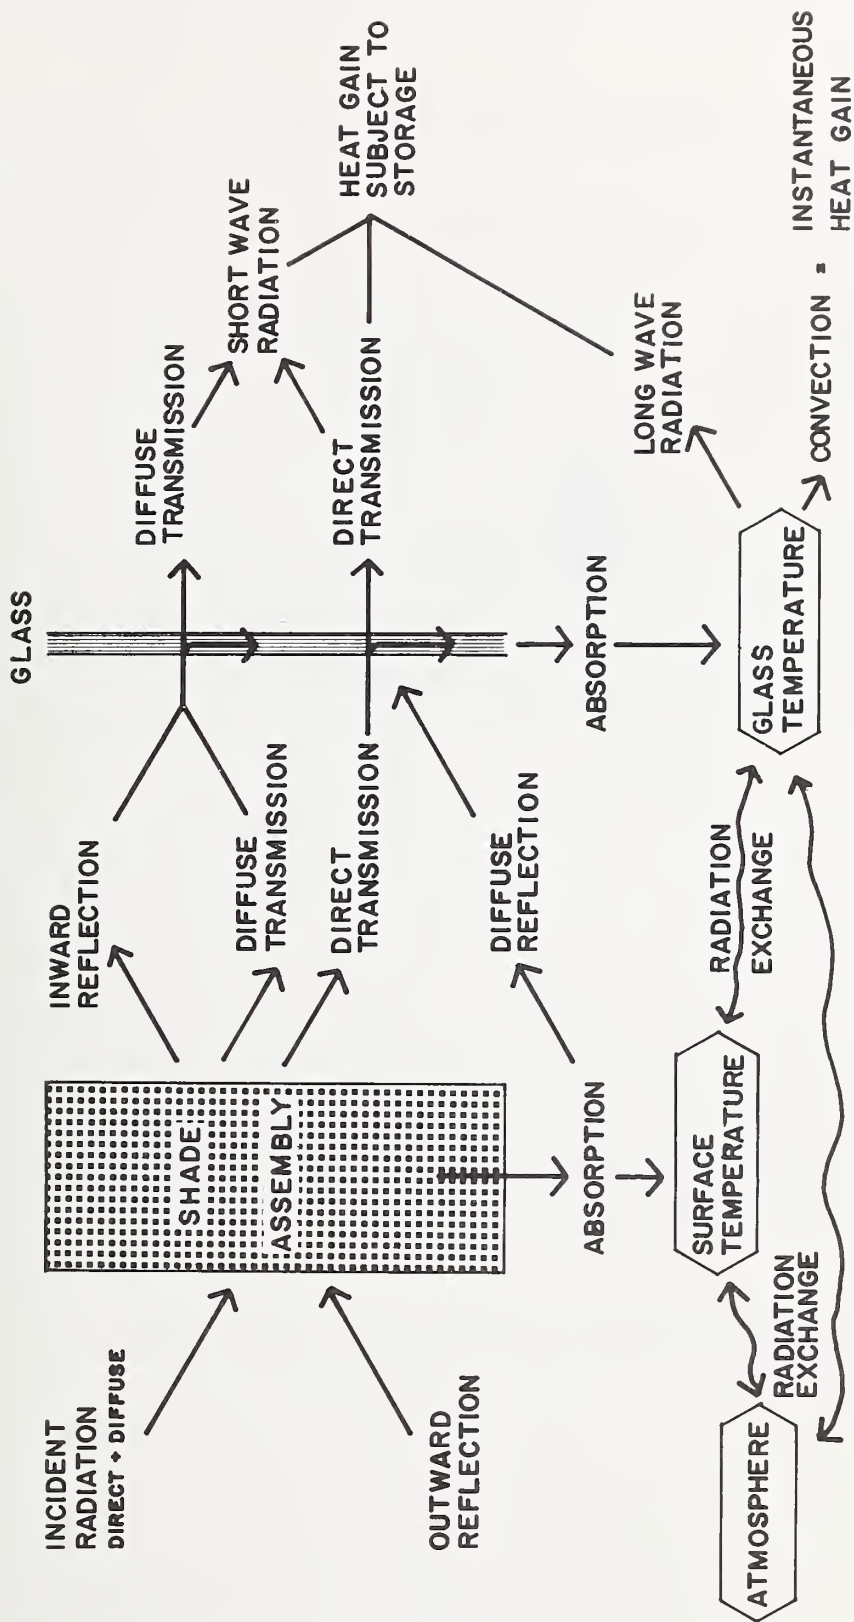 INCIDENT
RADIATION
DIRECT + DIFFUSE
OUTWARD
REFLECTION
SHADE
ASSEMBLY
INWARD
REFLECTION
DIFFUSE
TRANSMISSION
DIRECT
TRANSMISSION
DIFFUSE
REFLECTION
GLASS
DIFFUSE
TRANSMISSION
DIRECT
TRANSMISSION
SHORT WAVE
RADIATION
HEAT GAIN
SUBJECT TO
STORAGE
ABSORPTION
ABSORPTION
LONG WAVE
RADIATION
ATMOSPHERE
RADIATION
EXCHANGE
SURFACE
TEMPERATURE
RADIATION
EXCHANGE
GLASS
TEMPERATURE
CONVECTION = INSTANTANEOUS
HEAT GAIN